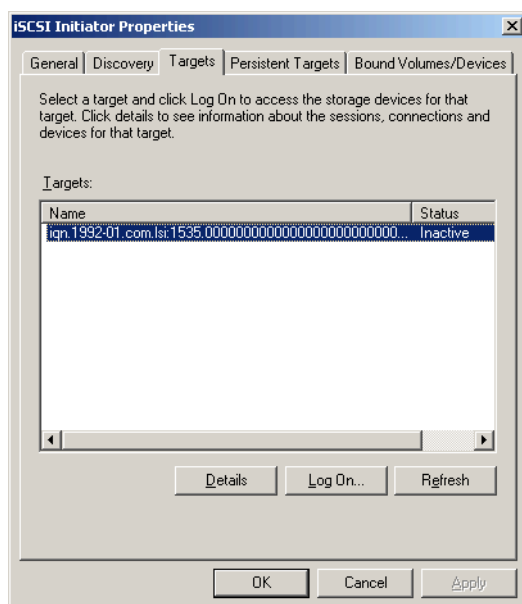 iSCSI Initiator Properties
General Discovery Targets Persistent Targets Bound Volumes/Devices
Select a target and click Log On to access the storage devices for that
target. Click details to see information about the sessions, connections and
devices for that target.
Targets:
Name Status
iqn.1992-01.com.lsi:1535.000000000000000000000000... Inactive
Details Log On... Refresh
OK Cancel Apply